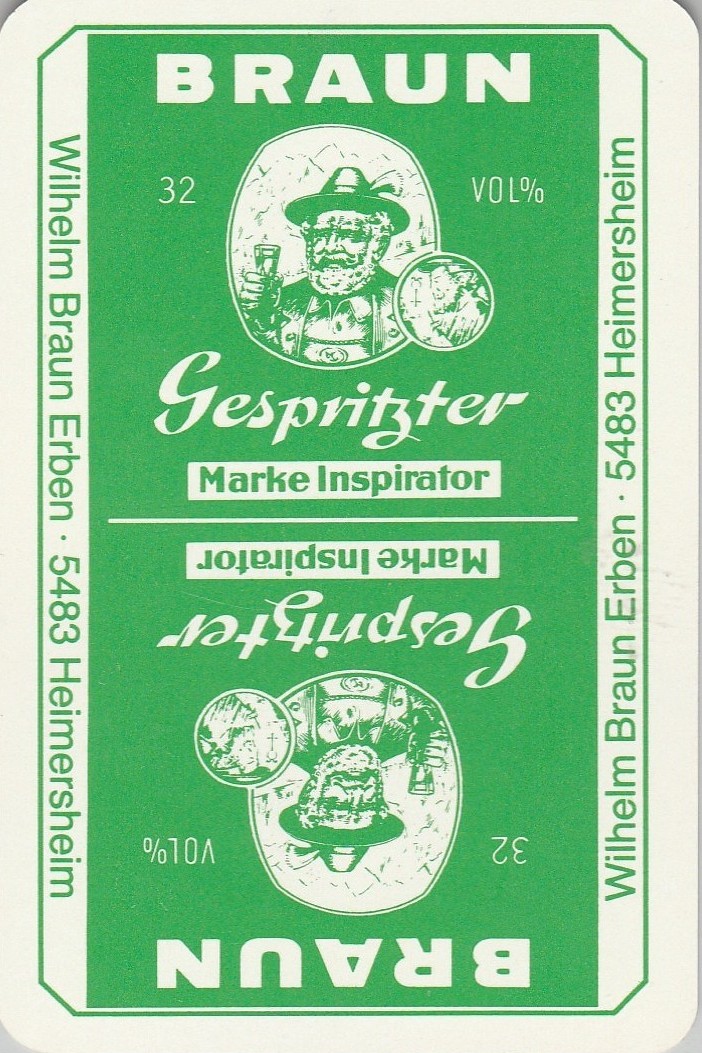 BRAUN
32 VOL%
Gespritzter
Marke Inspirator
Marke Inspirator
Gespritzter
32 VOL%
BRAUN
Wilhelm Braun Erben · 5483 Heimersheim
Wilhelm Braun Erben · 5483 Heimersheim